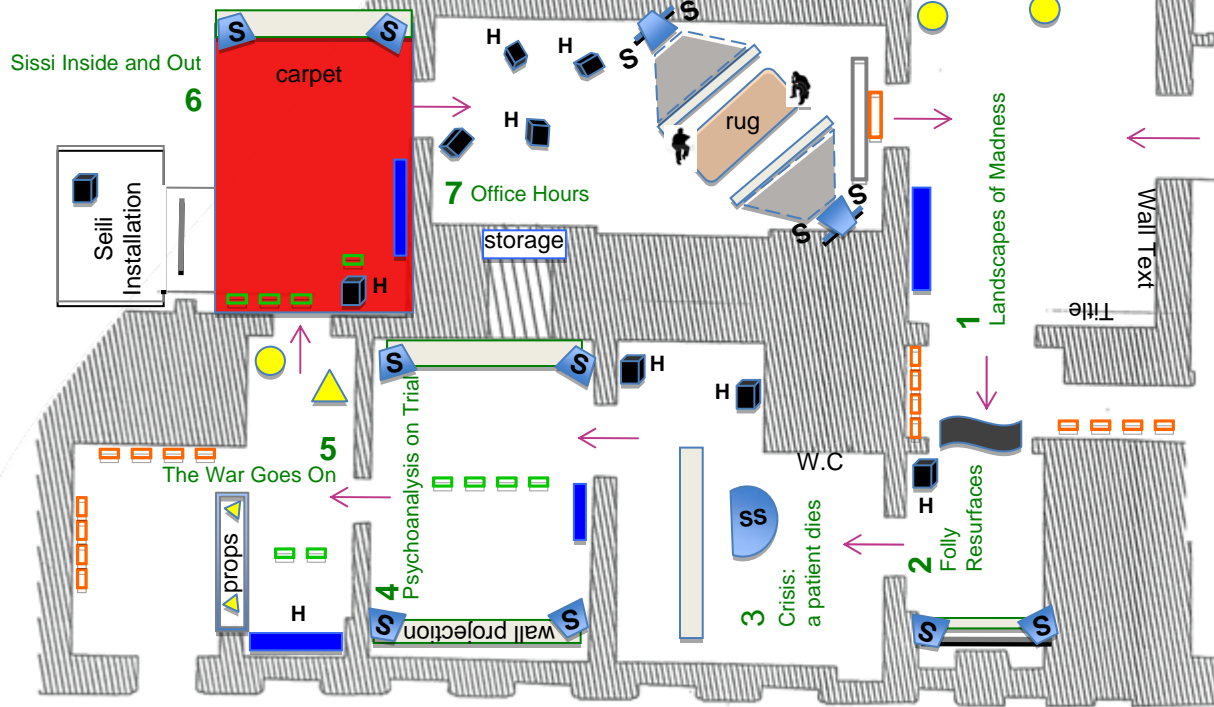 S
S
carpet
Sissi Inside and Out
6
Seili
Installation
H
H
H
H
7 Office Hours
storage
S
S
rug
S
S
1
Landscapes of Madness
Wall Text
Title
H
2
Folly
Resurfaces
S
S
W.C
H
H
SS
3
Crisis:
a patient dies
S
S
4
Psychoanalysis on Trial
S
S
wall projection
5
The War Goes On
props
H